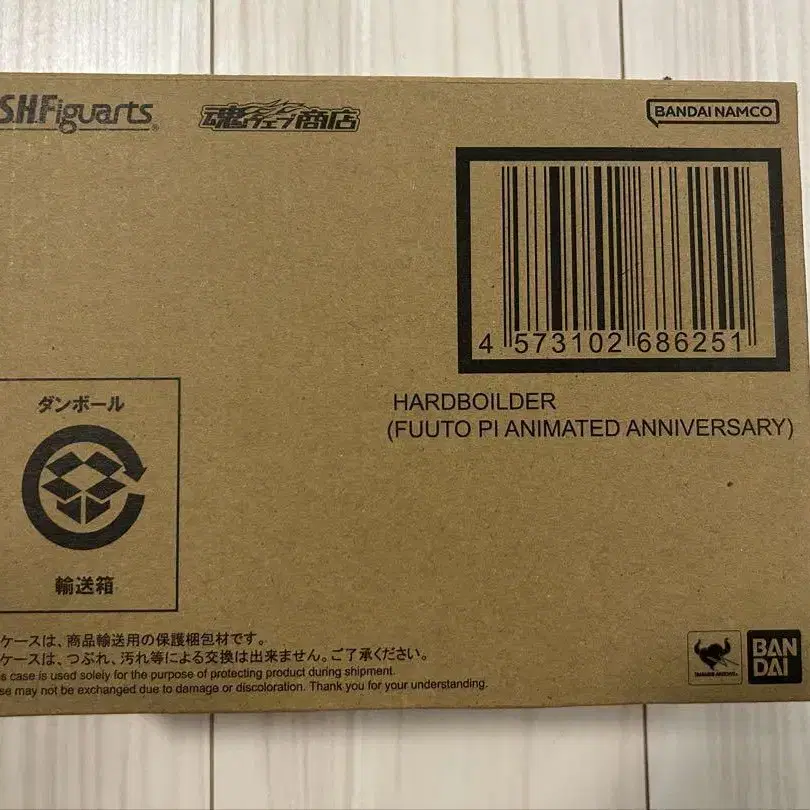 S.H.Figuarts
魂ウェブ商店
BANDAI NAMCO
4 573102 686251
HARDBOILDER
(FUUTO PI ANIMATED ANNIVERSARY)
ダンボール
輸送箱
ケースは、商品輸送用の保護梱包材です。
ケースは、つぶれ、汚れ等による交換は出来ません。ご了承ください。
s case is used solely for the purpose of protecting product during shipment.
se may not be exchanged due to damage or discoloration. Thank you for your understanding.
BAN
DAI